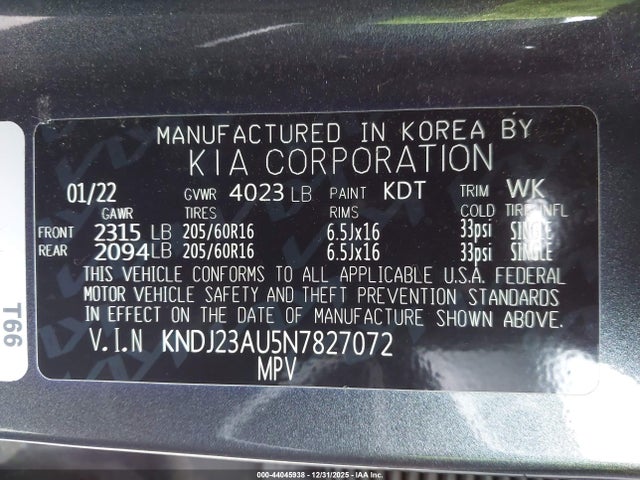 MANUFACTURED IN KOREA BY
KIA CORPORATION
01/22 GVWR 4023 LB PAINT KDT TRIM WK
GAWR TIRES RIMS COLD TIRE INFL
FRONT 2315 LB 205/60R16 6.5Jx16 33psi SINGLE
REAR 2094 LB 205/60R16 6.5Jx16 33psi SINGLE
THIS VEHICLE CONFORMS TO ALL APPLICABLE U.S.A. FEDERAL
MOTOR VEHICLE SAFETY AND THEFT PREVENTION STANDARDS
IN EFFECT ON THE DATE OF MANUFACTURE SHOWN ABOVE.
V.I.N KNDJ23AU5N7827072
MPV
T66
000-44045938 - 12/31/2025 - IAA Inc.